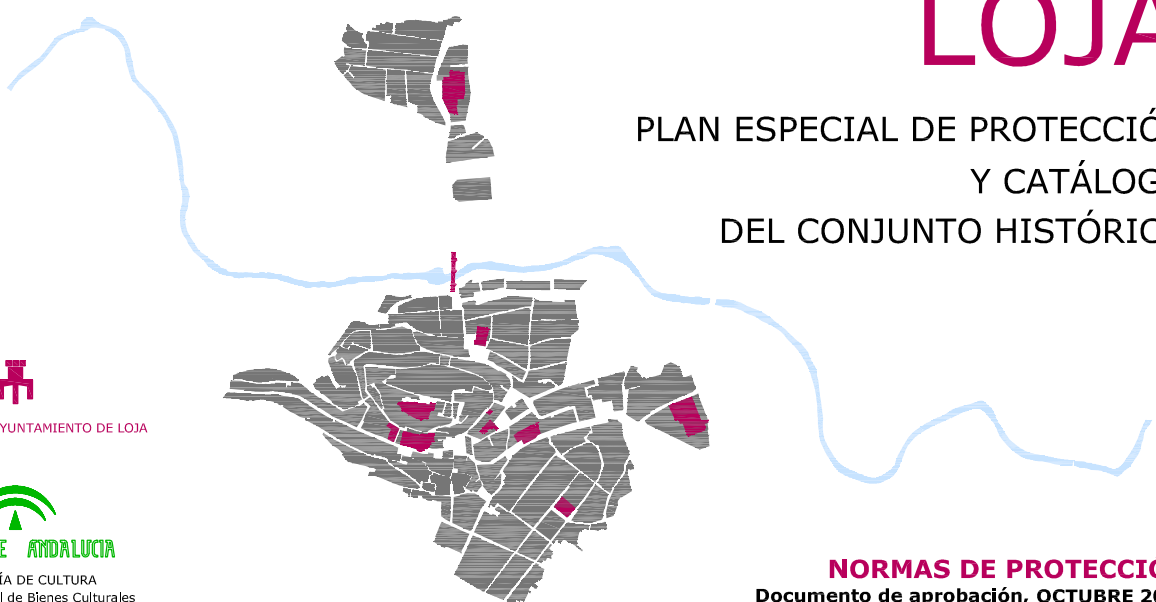 LOJA
PLAN ESPECIAL DE PROTECCIÓ
Y CATÁLOG
DEL CONJUNTO HISTÓRIC
YUNTAMIENTO DE LOJA
E ANDALUCIA
ÍA DE CULTURA
l de Bienes Culturales
NORMAS DE PROTECCIÓ
Documento de aprobación, OCTUBRE 20